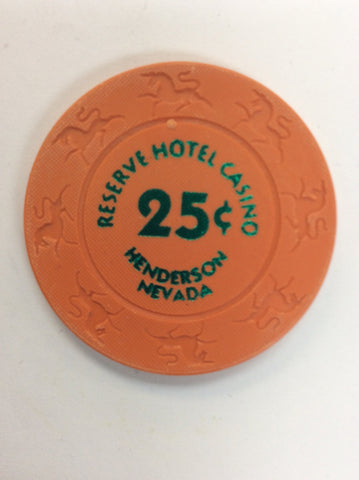 RESERVE HOTEL CASINO
25¢
HENDERSON
NEVADA